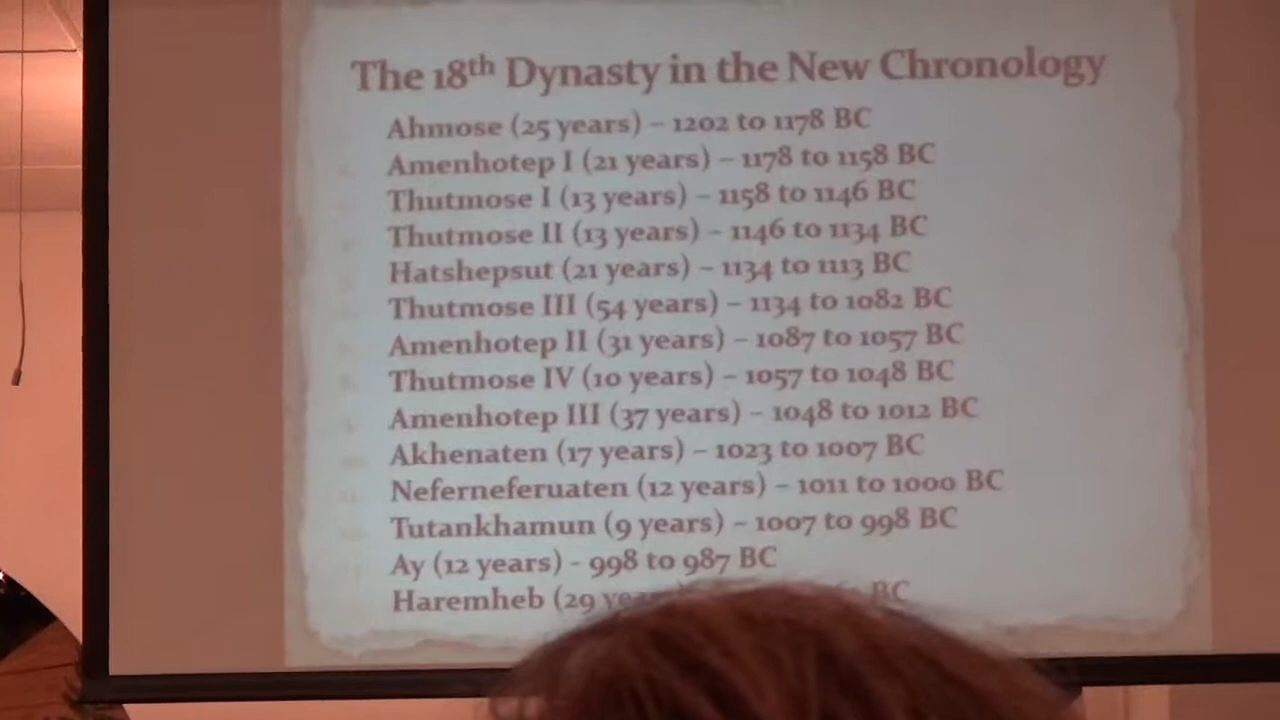 The 18th Dynasty in the New Chronology
Ahmose (25 years) – 1202 to 1178 BC
Amenhotep I (21 years) – 1178 to 1158 BC
Thutmose I (13 years) – 1158 to 1146 BC
Thutmose II (13 years) – 1146 to 1134 BC
Hatshepsut (21 years) – 1134 to 1113 BC
Thutmose III (54 years) – 1134 to 1082 BC
Amenhotep II (31 years) – 1087 to 1057 BC
Thutmose IV (10 years) – 1057 to 1048 BC
Amenhotep III (37 years) – 1048 to 1012 BC
Akhenaten (17 years) – 1023 to 1007 BC
Neferneferuaten (12 years) – 1011 to 1000 BC
Tutankhamun (9 years) – 1007 to 998 BC
Ay (12 years) - 998 to 987 BC
Haremheb (29 BC